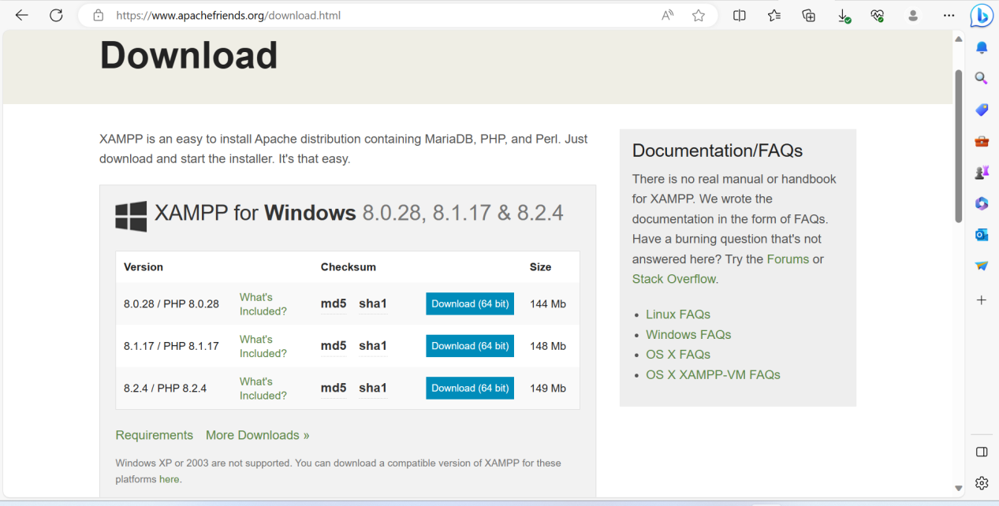 https://www.apachefriends.org/download.html
Download
XAMPP is an easy to install Apache distribution containing MariaDB, PHP, and Perl. Just
download and start the installer. It's that easy.
XAMPP for Windows 8.0.28, 8.1.17 & 8.2.4
Version Checksum Size
8.0.28 / PHP 8.0.28 What's Included? md5 sha1 Download (64 bit) 144 Mb
8.1.17 / PHP 8.1.17 What's Included? md5 sha1 Download (64 bit) 148 Mb
8.2.4 / PHP 8.2.4 What's Included? md5 sha1 Download (64 bit) 149 Mb
Requirements More Downloads »
Windows XP or 2003 are not supported. You can download a compatible version of XAMPP for these
platforms here.
Documentation/FAQs
There is no real manual or handbook
for XAMPP. We wrote the
documentation in the form of FAQs.
Have a burning question that's not
answered here? Try the Forums or
Stack Overflow.
• Linux FAQs
• Windows FAQs
• OS X FAQs
• OS X XAMPP-VM FAQs